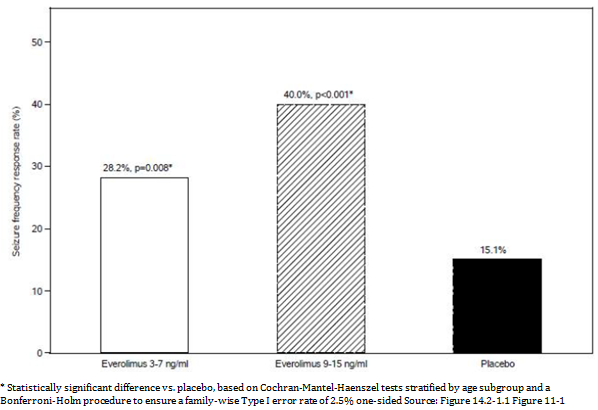 50
40
30
20
10
0
Seizure frequency response rate (%)
28.2%, p=0.008*
40.0%, p<0.001*
15.1%
Everolimus 3-7 ng/ml
Everolimus 9-15 ng/ml
Placebo
* Statistically significant difference vs. placebo, based on Cochran-Mantel-Haenszel tests stratified by age subgroup and a
Bonferroni-Holm procedure to ensure a family-wise Type I error rate of 2.5% one-sided Source: Figure 14.2-1.1 Figure 11-1